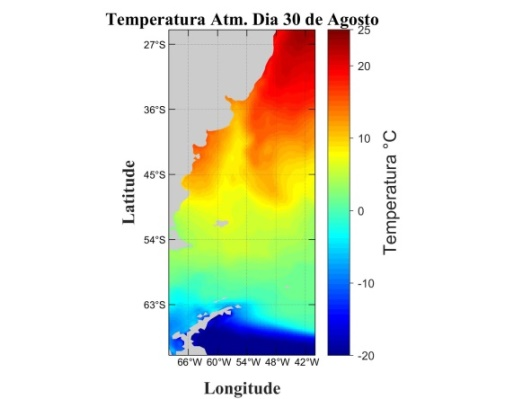 Temperatura Atm. Dia 30 de Agosto
27°S
36°S
45°S
54°S
63°S
66°W 60°W 54°W 48°W 42°W
Latitude
Longitude
25
20
10
0
-10
-20
Temperatura °C